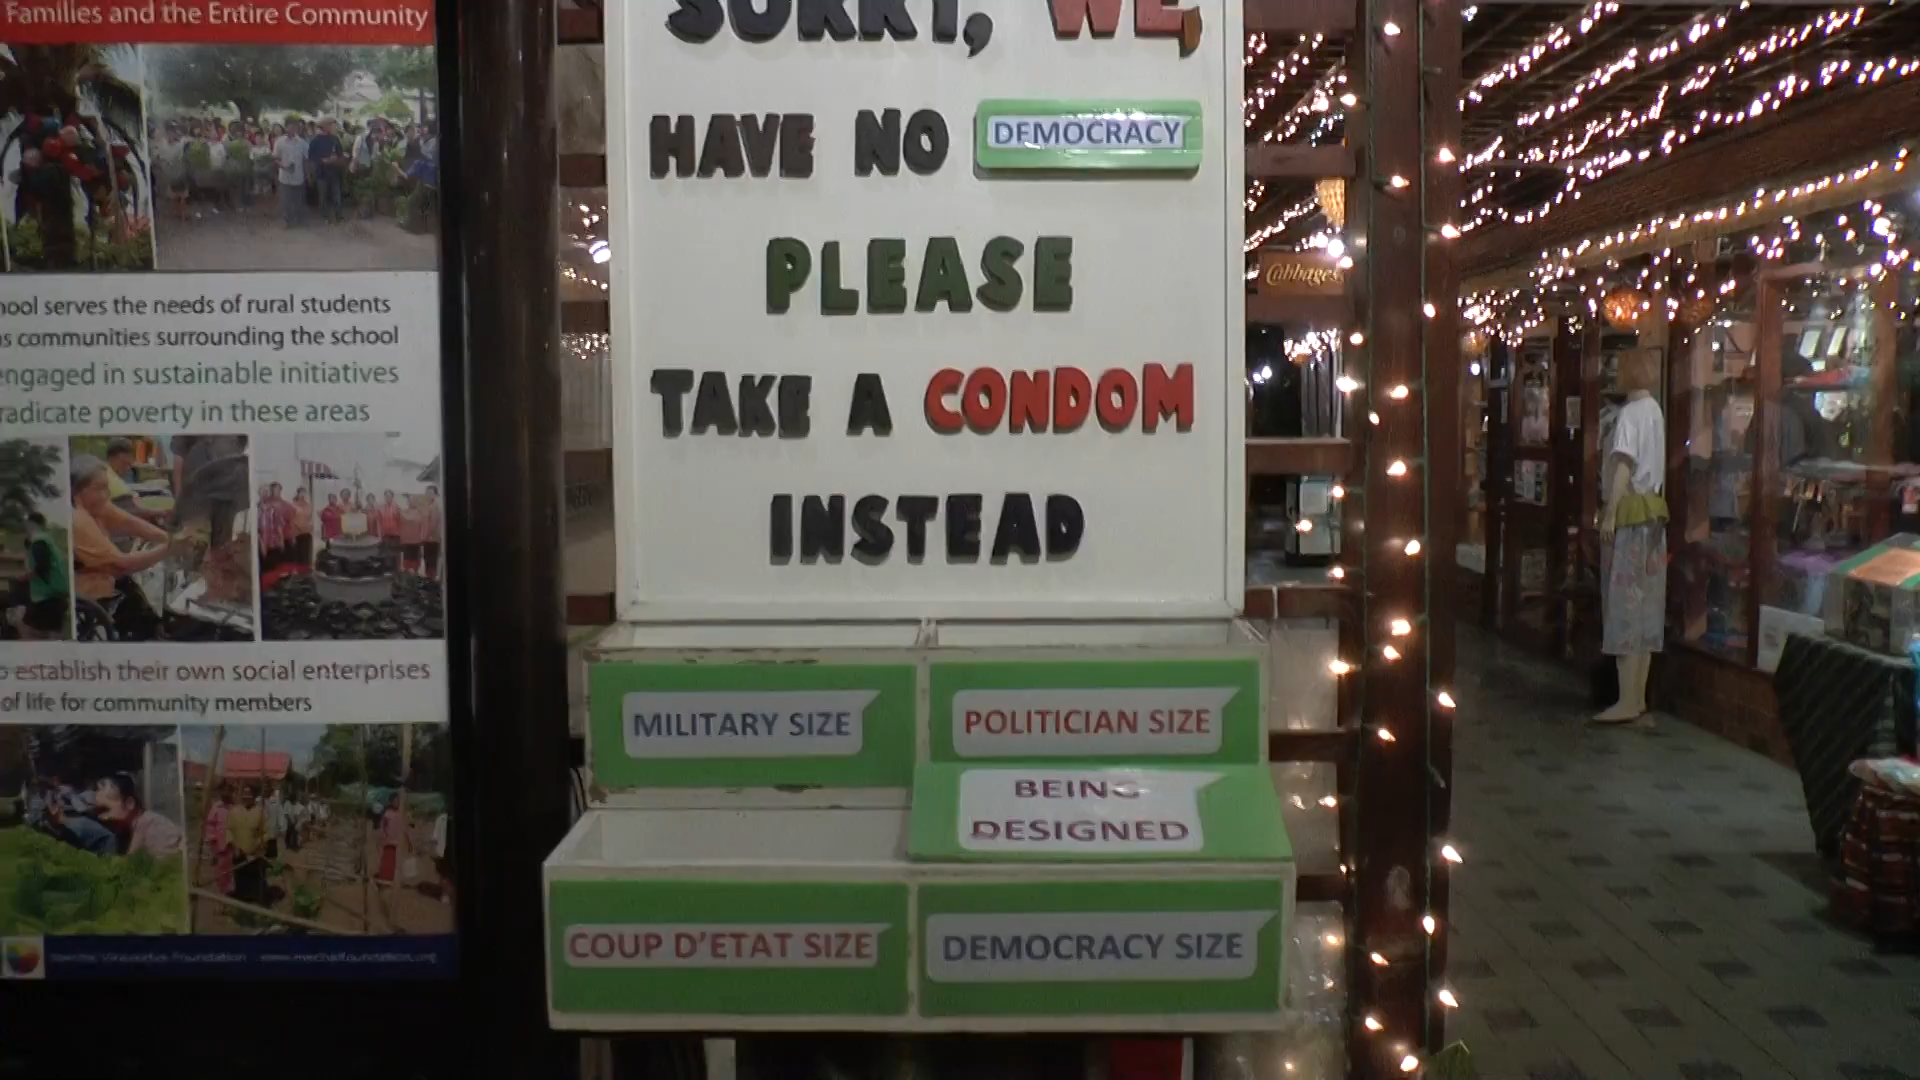 Families and the Entire Community
hool serves the needs of rural students
s communities surrounding the school
engaged in sustainable initiatives
radicate poverty in these areas
o establish their own social enterprises
of life for community members
SORRY, WE
HAVE NO DEMOCRACY
PLEASE
TAKE A CONDOM
INSTEAD
MILITARY SIZE
POLITICIAN SIZE
BEING
DESIGNED
COUP D'ETAT SIZE
DEMOCRACY SIZE
Cabbages